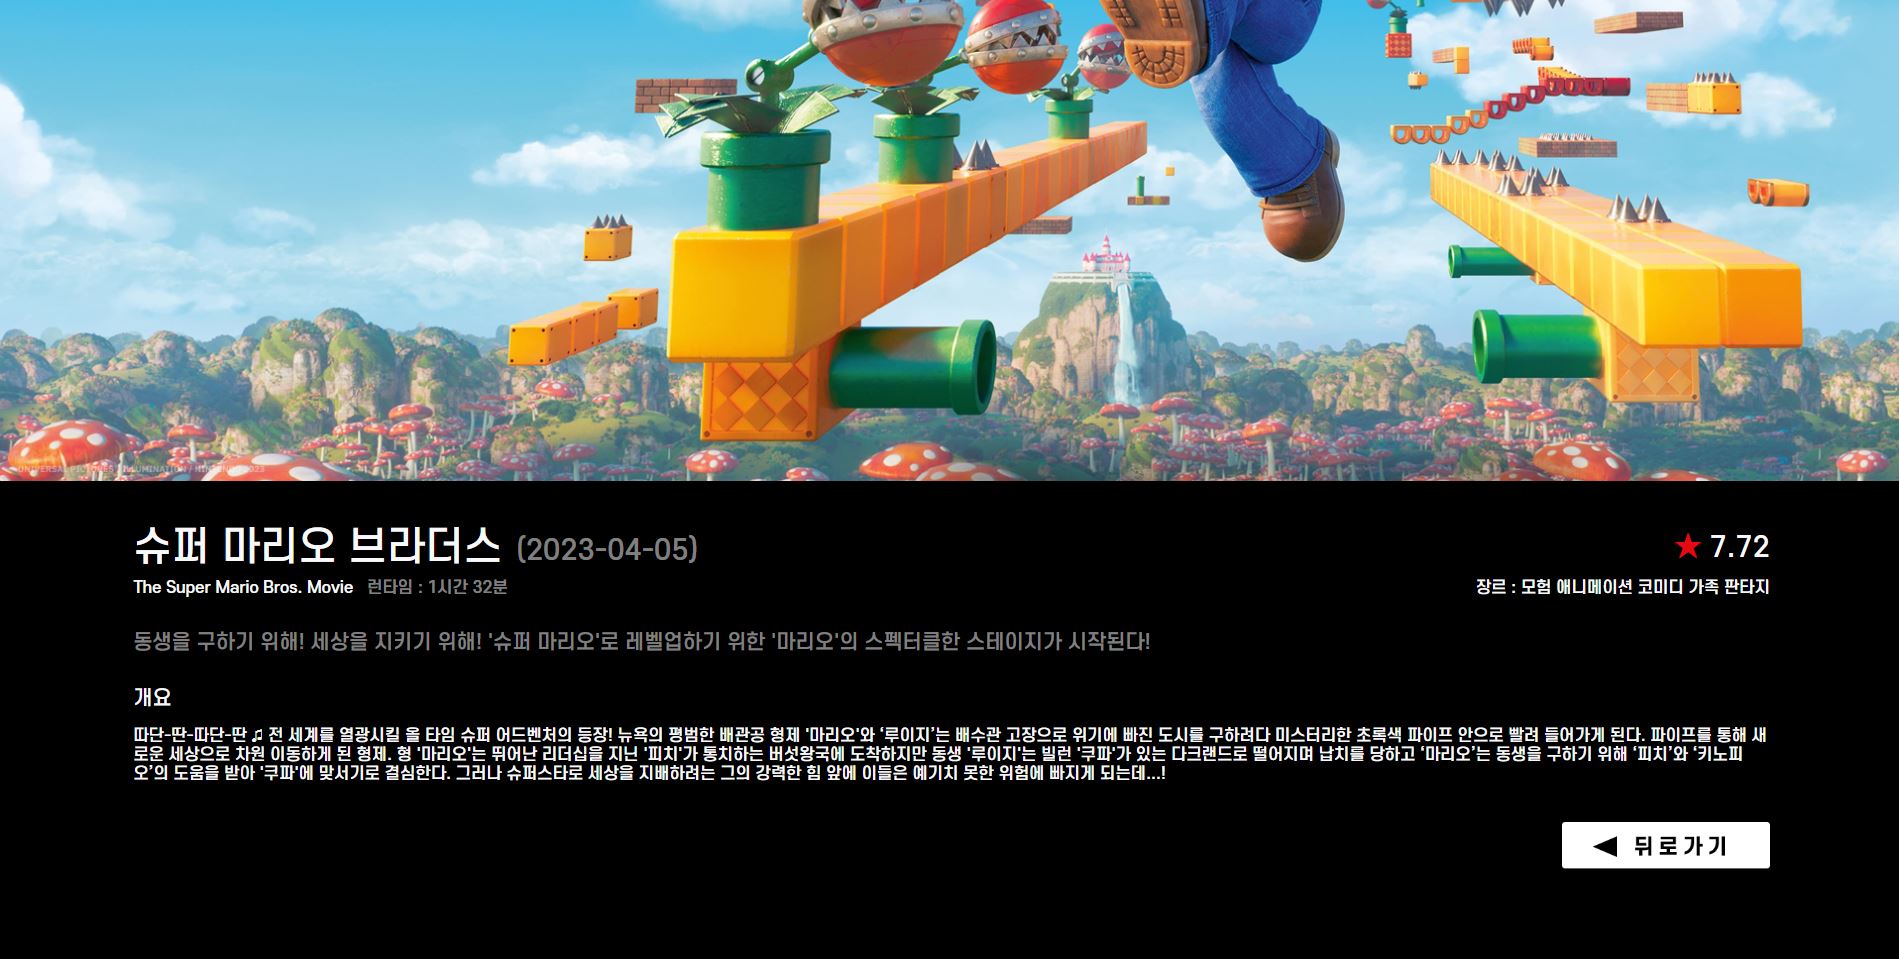 UNIVERSAL PICTURES / ILLUMINATION / NINTENDO 2023
슈퍼 마리오 브라더스 (2023-04-05)
★ 7.72
The Super Mario Bros. Movie 런타임 : 1시간 32분
장르 : 모험 애니메이션 코미디 가족 판타지
동생을 구하기 위해! 세상을 지키기 위해! '슈퍼 마리오'로 레벨업하기 위한 '마리오'의 스펙터클한 스테이지가 시작된다!
개요
따단-딴-따단-딴 ♫ 전 세계를 열광시킬 올 타임 슈퍼 어드벤처의 등장! 뉴욕의 평범한 배관공 형제 '마리오'와 ‘루이지’는 배수관 고장으로 위기에 빠진 도시를 구하려다 미스터리한 초록색 파이프 안으로 빨려 들어가게 된다. 파이프를 통해 새
로운 세상으로 차원 이동하게 된 형제. 형 '마리오'는 뛰어난 리더십을 지닌 '피치'가 통치하는 버섯왕국에 도착하지만 동생 '루이지'는 빌런 '쿠파'가 있는 다크랜드로 떨어지며 납치를 당하고 ‘마리오’는 동생을 구하기 위해 ‘피치’와 ‘키노피
오’의 도움을 받아 '쿠파'에 맞서기로 결심한다. 그러나 슈퍼스타로 세상을 지배하려는 그의 강력한 힘 앞에 이들은 예기치 못한 위험에 빠지게 되는데...!
◀ 뒤로가기